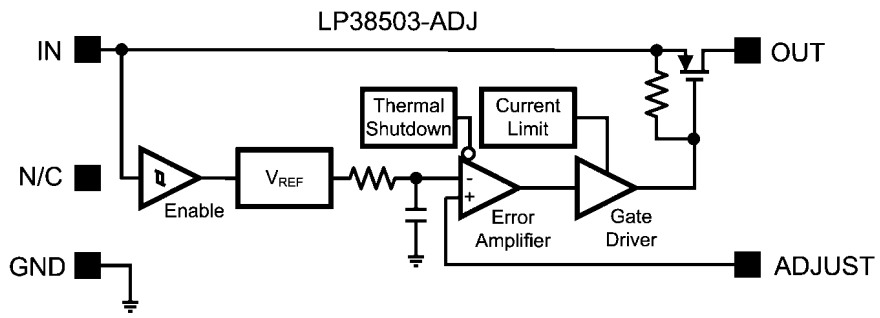 LP38503-ADJ
IN
OUT
Thermal
Shutdown
Current
Limit
N/C
VREF
-
+
Enable
Error
Amplifier
Gate
Driver
GND
ADJUST